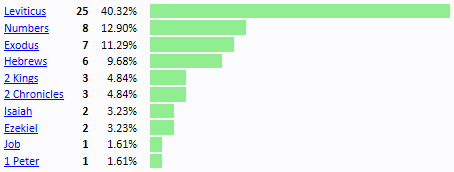 Leviticus 25 40.32%
Numbers 8 12.90%
Exodus 7 11.29%
Hebrews 6 9.68%
2 Kings 3 4.84%
2 Chronicles 3 4.84%
Isaiah 2 3.23%
Ezekiel 2 3.23%
Job 1 1.61%
1 Peter 1 1.61%